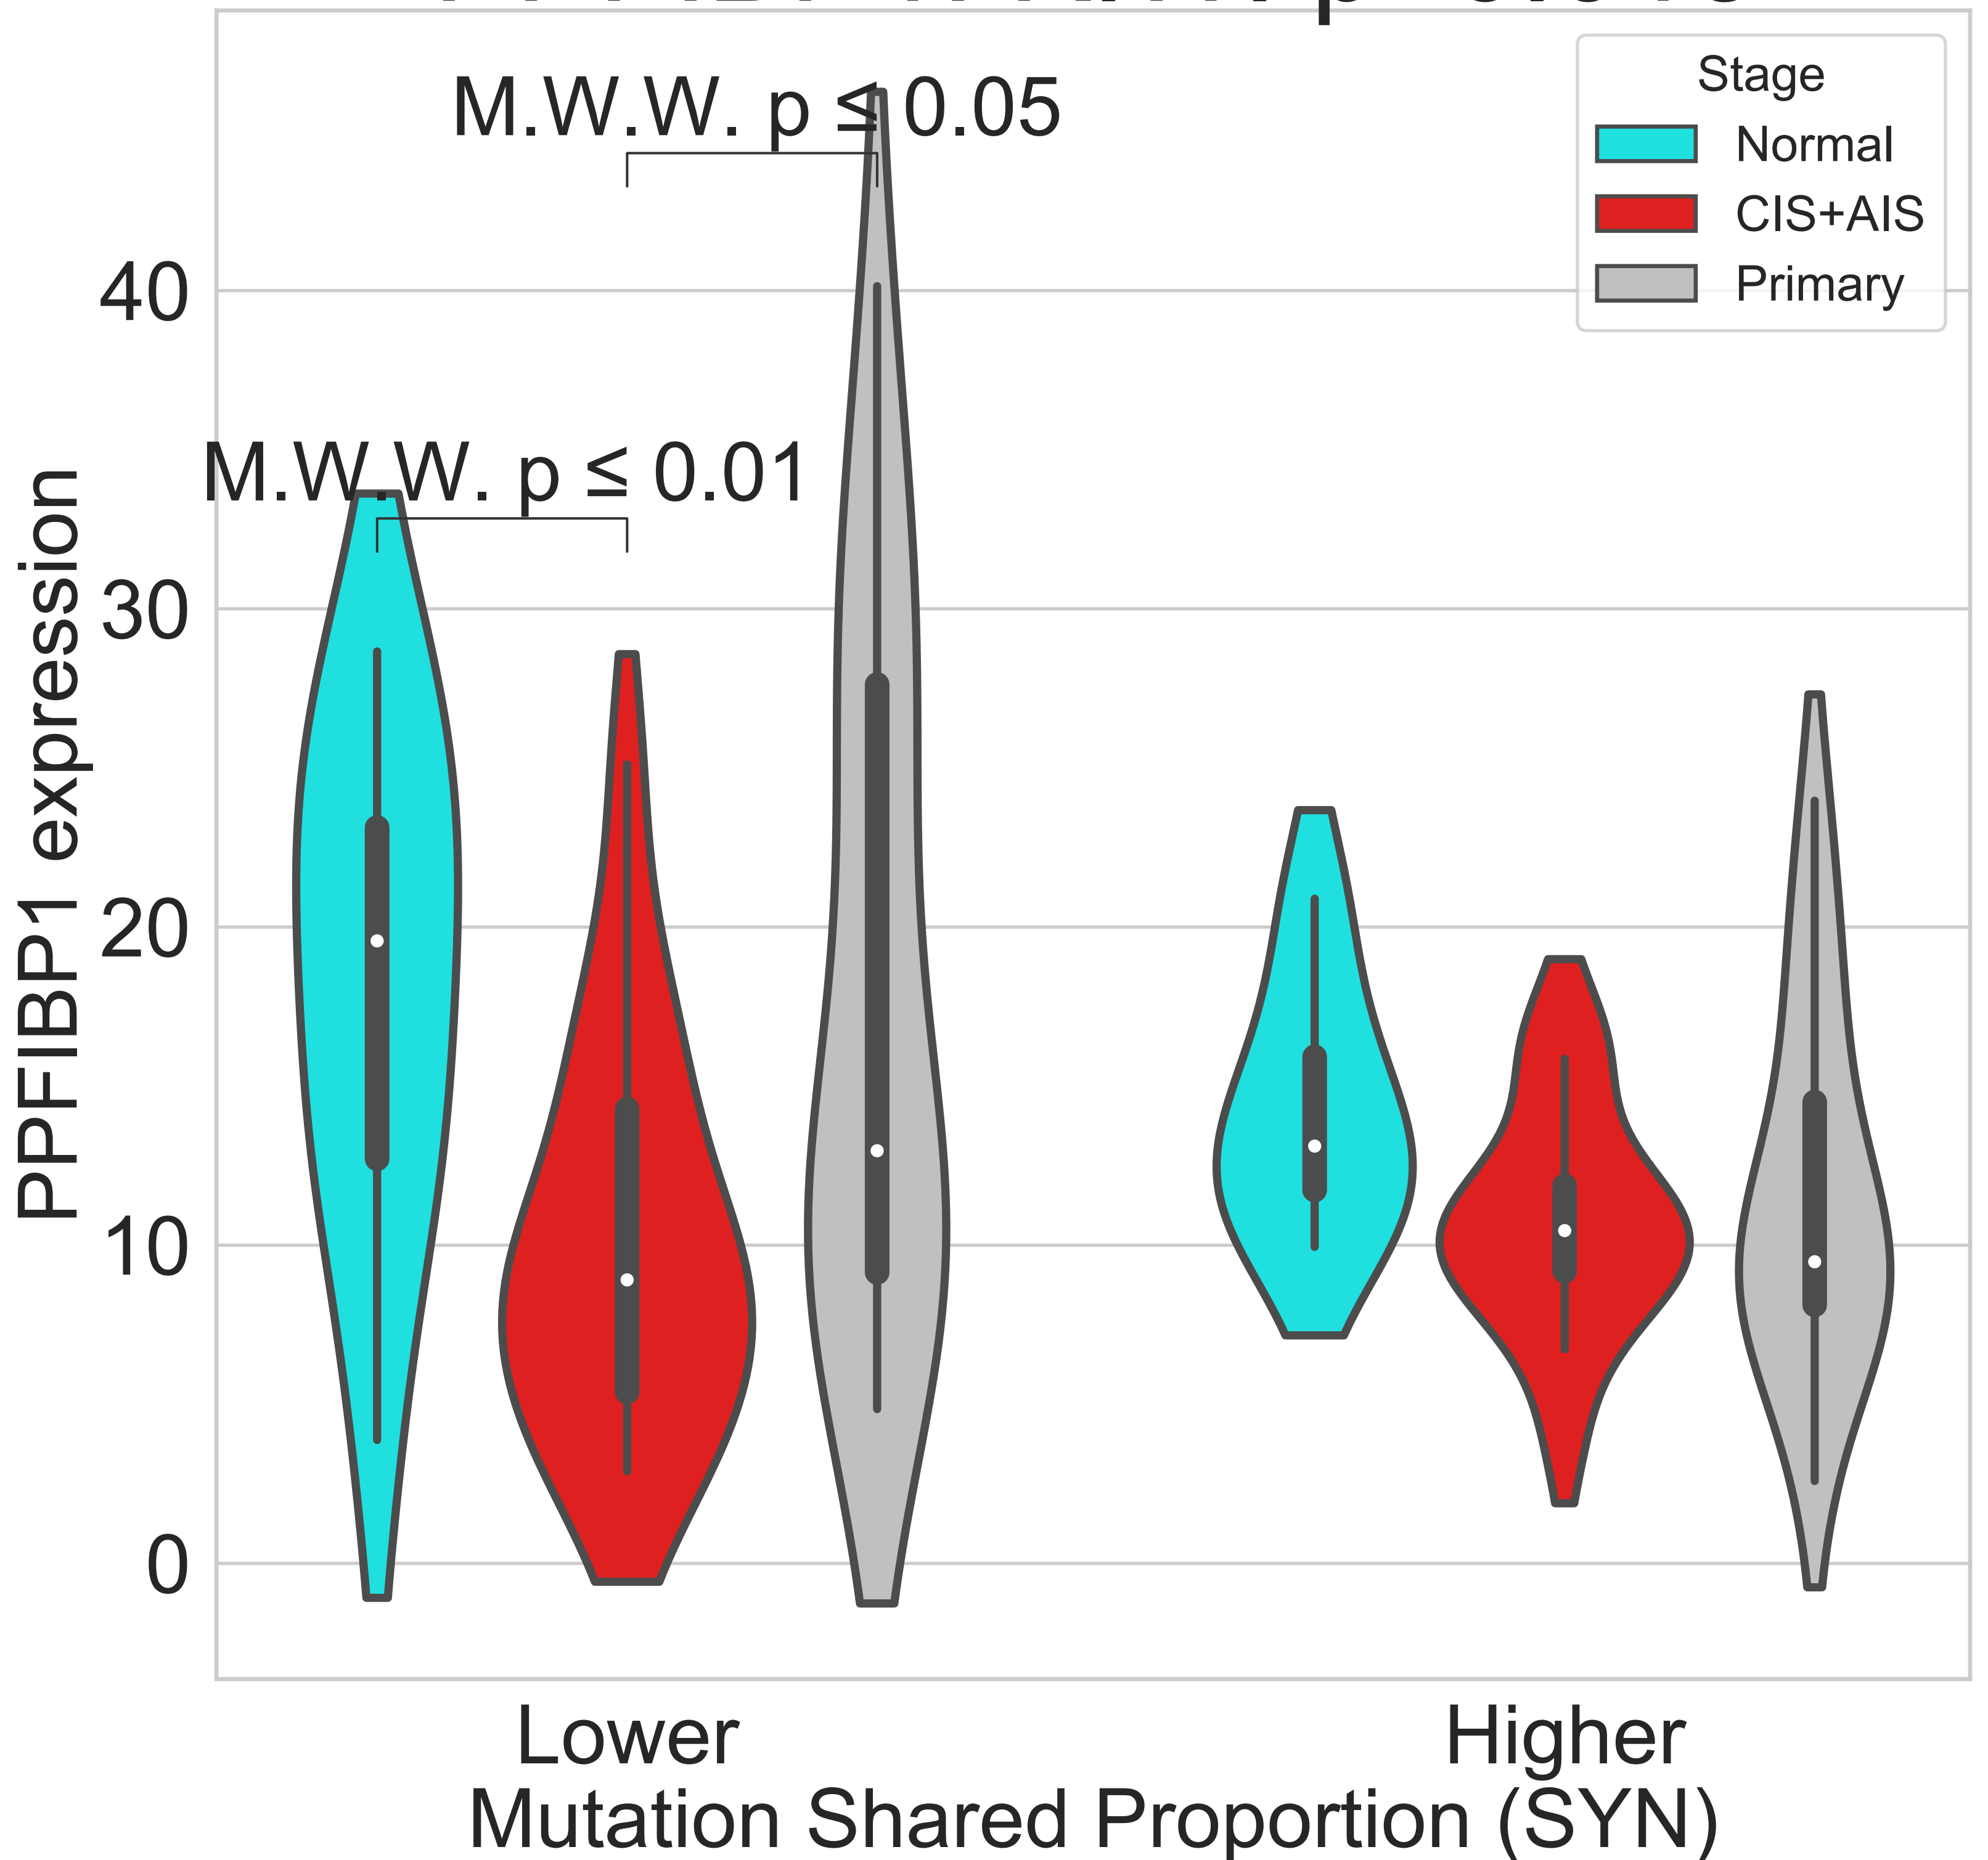 Stage
Normal
CIS+AIS
Primary
M.W.W. p ≤ 0.05
M.W.W. p ≤ 0.01
40
30
20
10
0
PPFIBP1 expression
Lower
Higher
Mutation Shared Proportion (SYN)